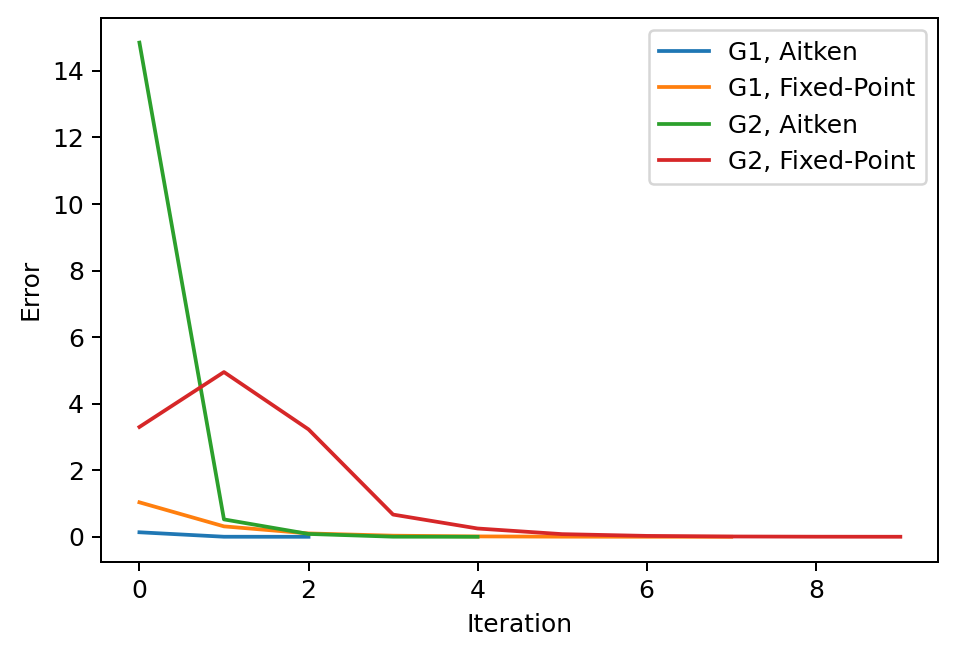 G1, Aitken
G1, Fixed-Point
G2, Aitken
G2, Fixed-Point
14
12
10
8
6
4
2
0
Error
0 2 4 6 8
Iteration